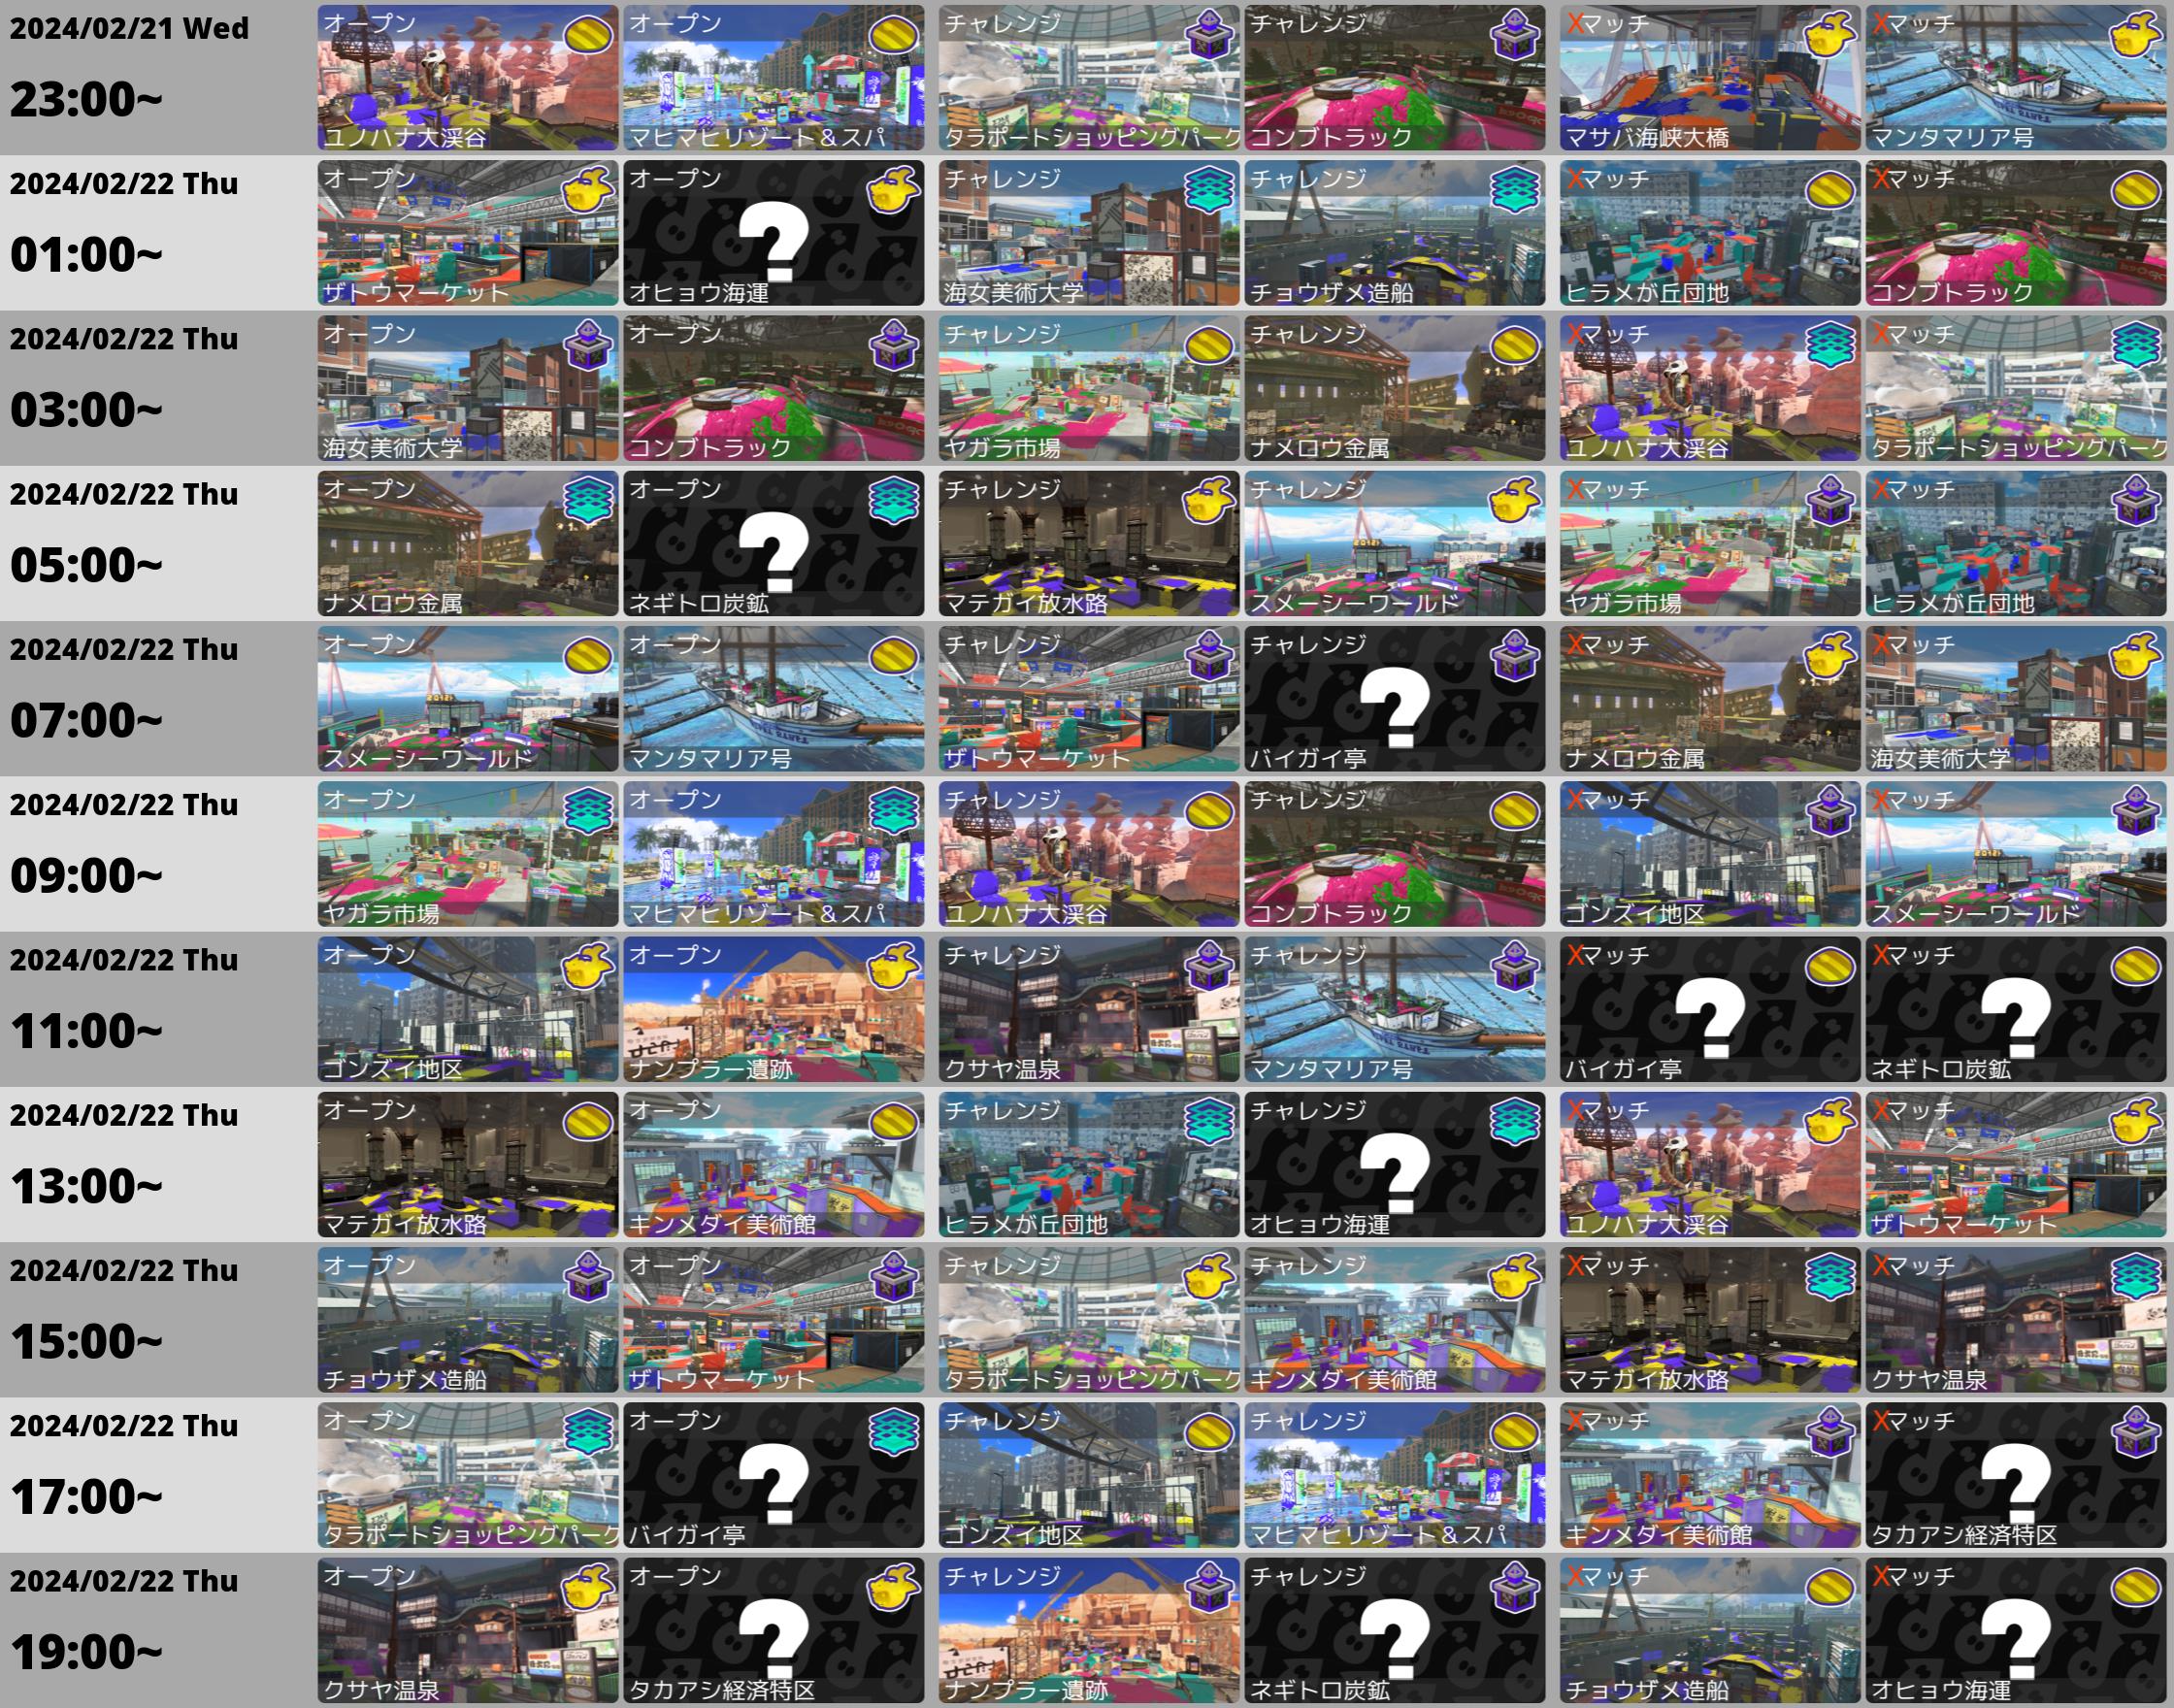 2024/02/21 Wed
23:00~
オープン
ユノハナ大渓谷
オープン
マヒマヒリゾート＆スパ
チャレンジ
タラポートショッピングパーク
チャレンジ
コンブトラック
Xマッチ
マサバ海峡大橋
Xマッチ
マンタマリア号
2024/02/22 Thu
01:00~
オープン
ザトウマーケット
オープン
?
オヒョウ海運
チャレンジ
海女美術大学
チャレンジ
チョウザメ造船
Xマッチ
ヒラメが丘団地
Xマッチ
コンブトラック
2024/02/22 Thu
03:00~
オープン
海女美術大学
オープン
コンブトラック
チャレンジ
ヤガラ市場
チャレンジ
ナメロウ金属
Xマッチ
ユノハナ大渓谷
Xマッチ
タラポートショッピングパーク
2024/02/22 Thu
05:00~
オープン
ナメロウ金属
オープン
?
ネギトロ炭鉱
チャレンジ
マテガイ放水路
チャレンジ
スメーシーワールド
Xマッチ
ヤガラ市場
Xマッチ
ヒラメが丘団地
2024/02/22 Thu
07:00~
オープン
スメーシーワールド
オープン
マンタマリア号
チャレンジ
ザトウマーケット
チャレンジ
?
バイガイ亭
Xマッチ
ナメロウ金属
Xマッチ
海女美術大学
2024/02/22 Thu
09:00~
オープン
ヤガラ市場
オープン
マヒマヒリゾート＆スパ
チャレンジ
ユノハナ大渓谷
チャレンジ
コンブトラック
Xマッチ
ゴンズイ地区
Xマッチ
スメーシーワールド
2024/02/22 Thu
11:00~
オープン
ゴンズイ地区
オープン
ナンプラー遺跡
チャレンジ
クサヤ温泉
チャレンジ
マンタマリア号
Xマッチ
?
バイガイ亭
Xマッチ
?
ネギトロ炭鉱
2024/02/22 Thu
13:00~
オープン
マテガイ放水路
オープン
キンメダイ美術館
チャレンジ
ヒラメが丘団地
チャレンジ
?
オヒョウ海運
Xマッチ
ユノハナ大渓谷
Xマッチ
ザトウマーケット
2024/02/22 Thu
15:00~
オープン
チョウザメ造船
オープン
ザトウマーケット
チャレンジ
タラポートショッピングパーク
チャレンジ
キンメダイ美術館
Xマッチ
マテガイ放水路
Xマッチ
クサヤ温泉
2024/02/22 Thu
17:00~
オープン
タラポートショッピングパーク
オープン
?
バイガイ亭
チャレンジ
ゴンズイ地区
チャレンジ
マヒマヒリゾート＆スパ
Xマッチ
キンメダイ美術館
Xマッチ
?
タカアシ経済特区
2024/02/22 Thu
19:00~
オープン
クサヤ温泉
オープン
?
タカアシ経済特区
チャレンジ
ナンプラー遺跡
チャレンジ
?
ネギトロ炭鉱
Xマッチ
チョウザメ造船
Xマッチ
?
オヒョウ海運